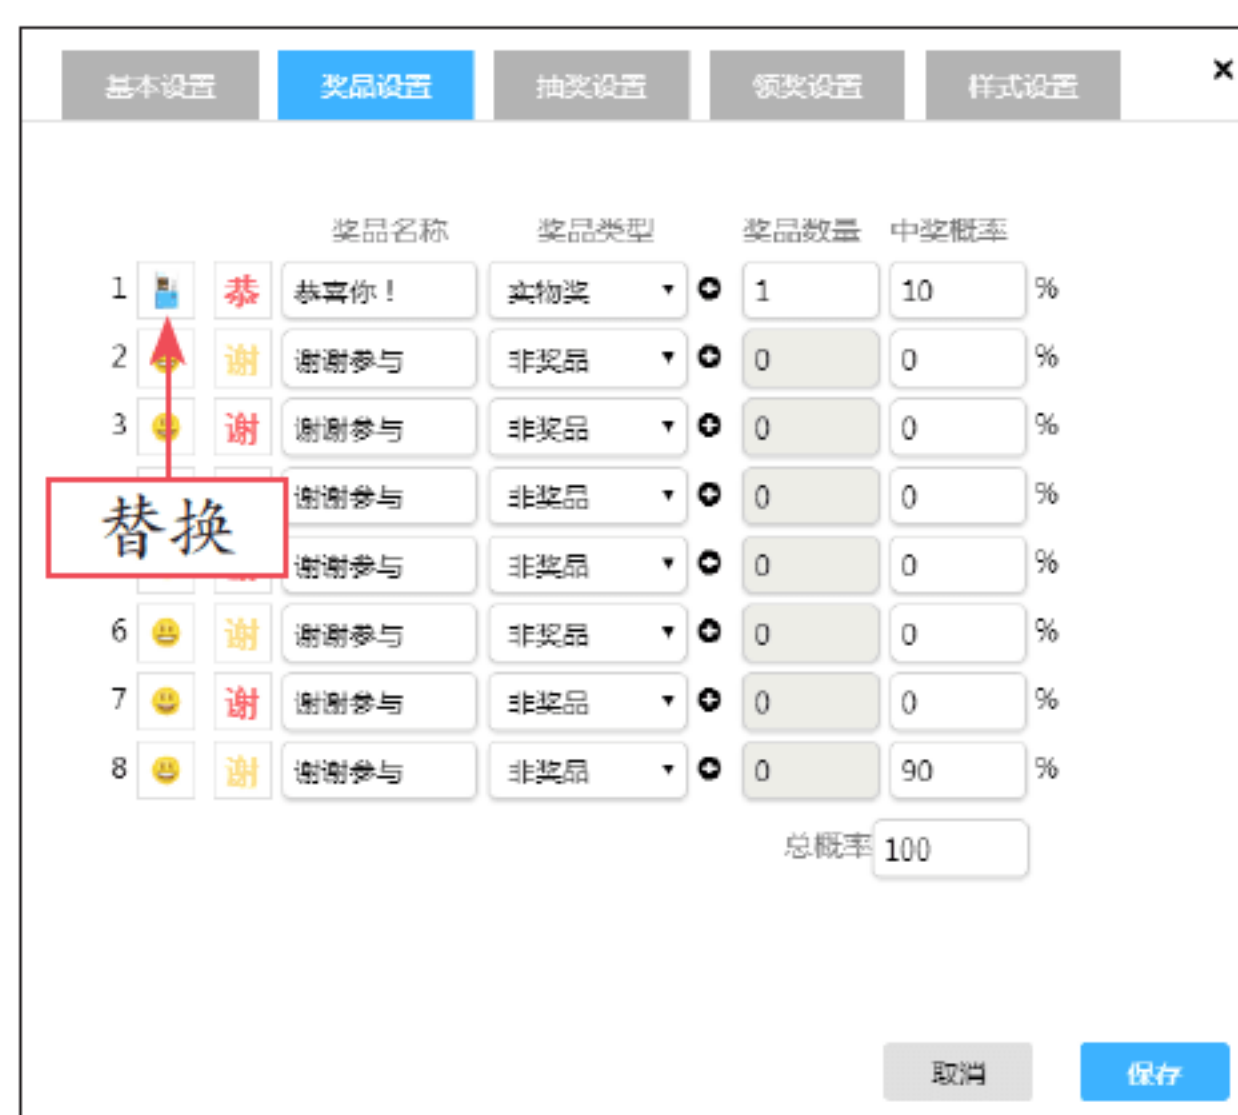 基本设置 奖品设置 抽奖设置 领奖设置 样式设置 ×
奖品名称 奖品类型 奖品数量 中奖概率
1 恭 恭喜你！ 实物奖 1 10 %
2 谢 谢谢参与 非奖品 0 0 %
3 谢 谢谢参与 非奖品 0 0 %
谢谢参与 非奖品 0 0 %
替换
谢谢参与 非奖品 0 0 %
6 谢 谢谢参与 非奖品 0 0 %
7 谢 谢谢参与 非奖品 0 0 %
8 谢 谢谢参与 非奖品 0 90 %
总概率 100
取消 保存